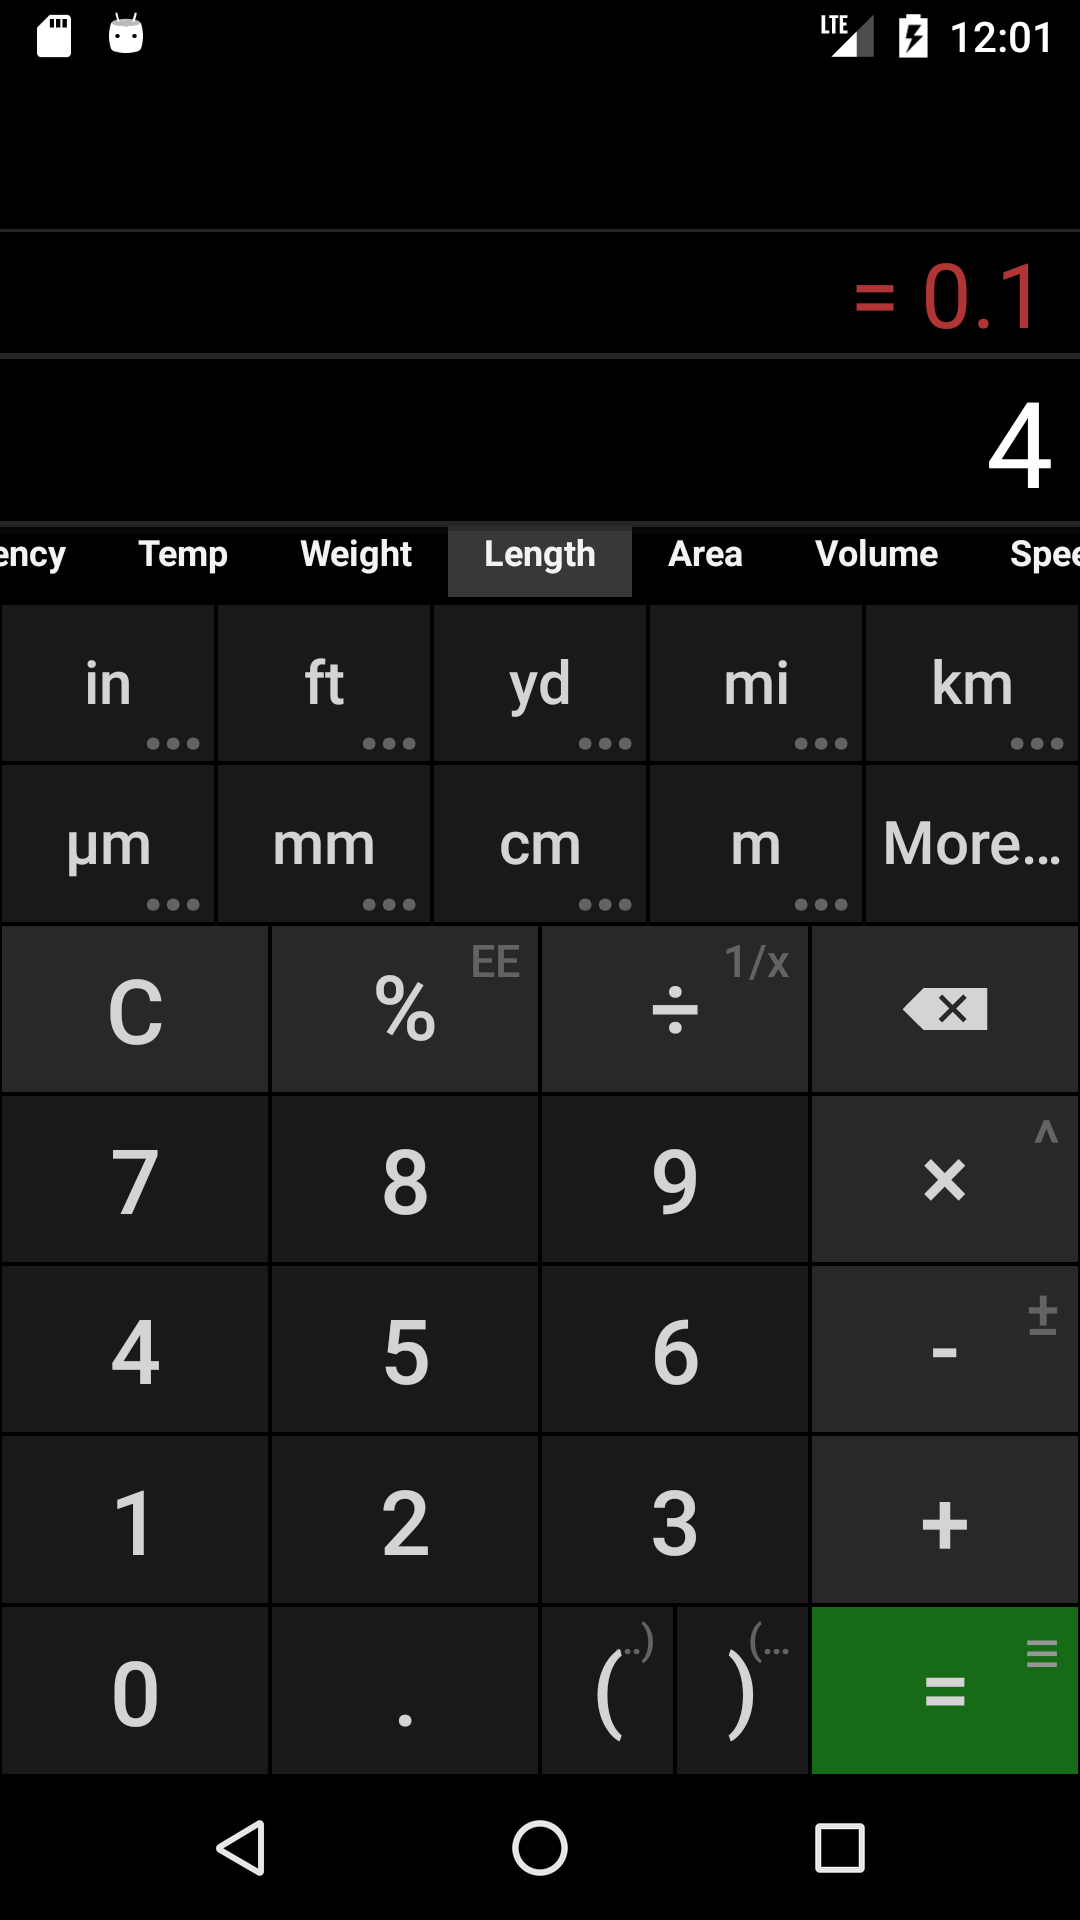 LTE 12:01
= 0.1
4
ency Temp Weight Length Area Volume Spee
in ft yd mi km
µm mm cm m More...
C % EE ÷ 1/x
7 8 9 × ^
4 5 6 - ±
1 2 3 +
0 . ( ..) ) (... =